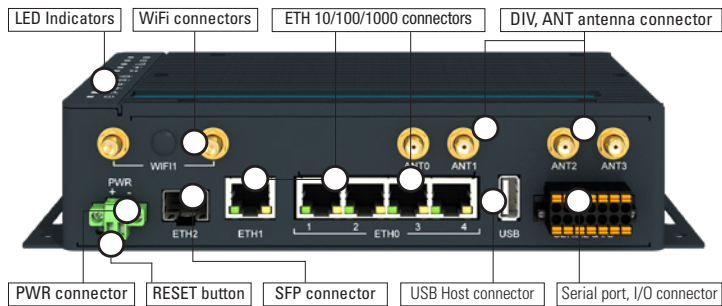 LED Indicators
WiFi connectors
ETH 10/100/1000 connectors
DIV, ANT antenna connector
WIFI1
ANT0
ANT1
ANT2
ANT3
PWR
+ -
ETH2
ETH1
1 2 ETH0 3 4
USB
PWR connector
RESET button
SFP connector
USB Host connector
Serial port, I/O connector